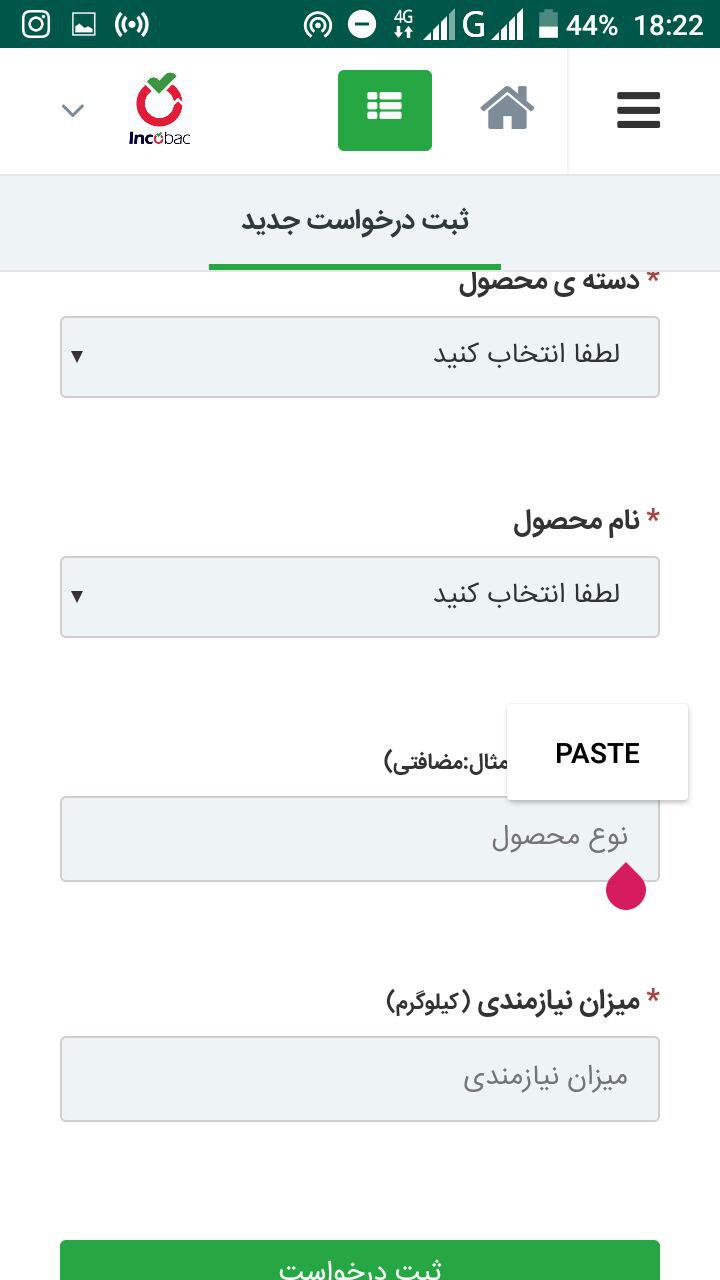 4G G 44% 18:22
Incobac
ثبت درخواست جدید
* دسته ی محصول
لطفا انتخاب کنید
* نام محصول
لطفا انتخاب کنید
PASTE
مثال:مضافتی)
نوع محصول
* میزان نیازمندی (کیلوگرم)
میزان نیازمندی
ثبت درخواست